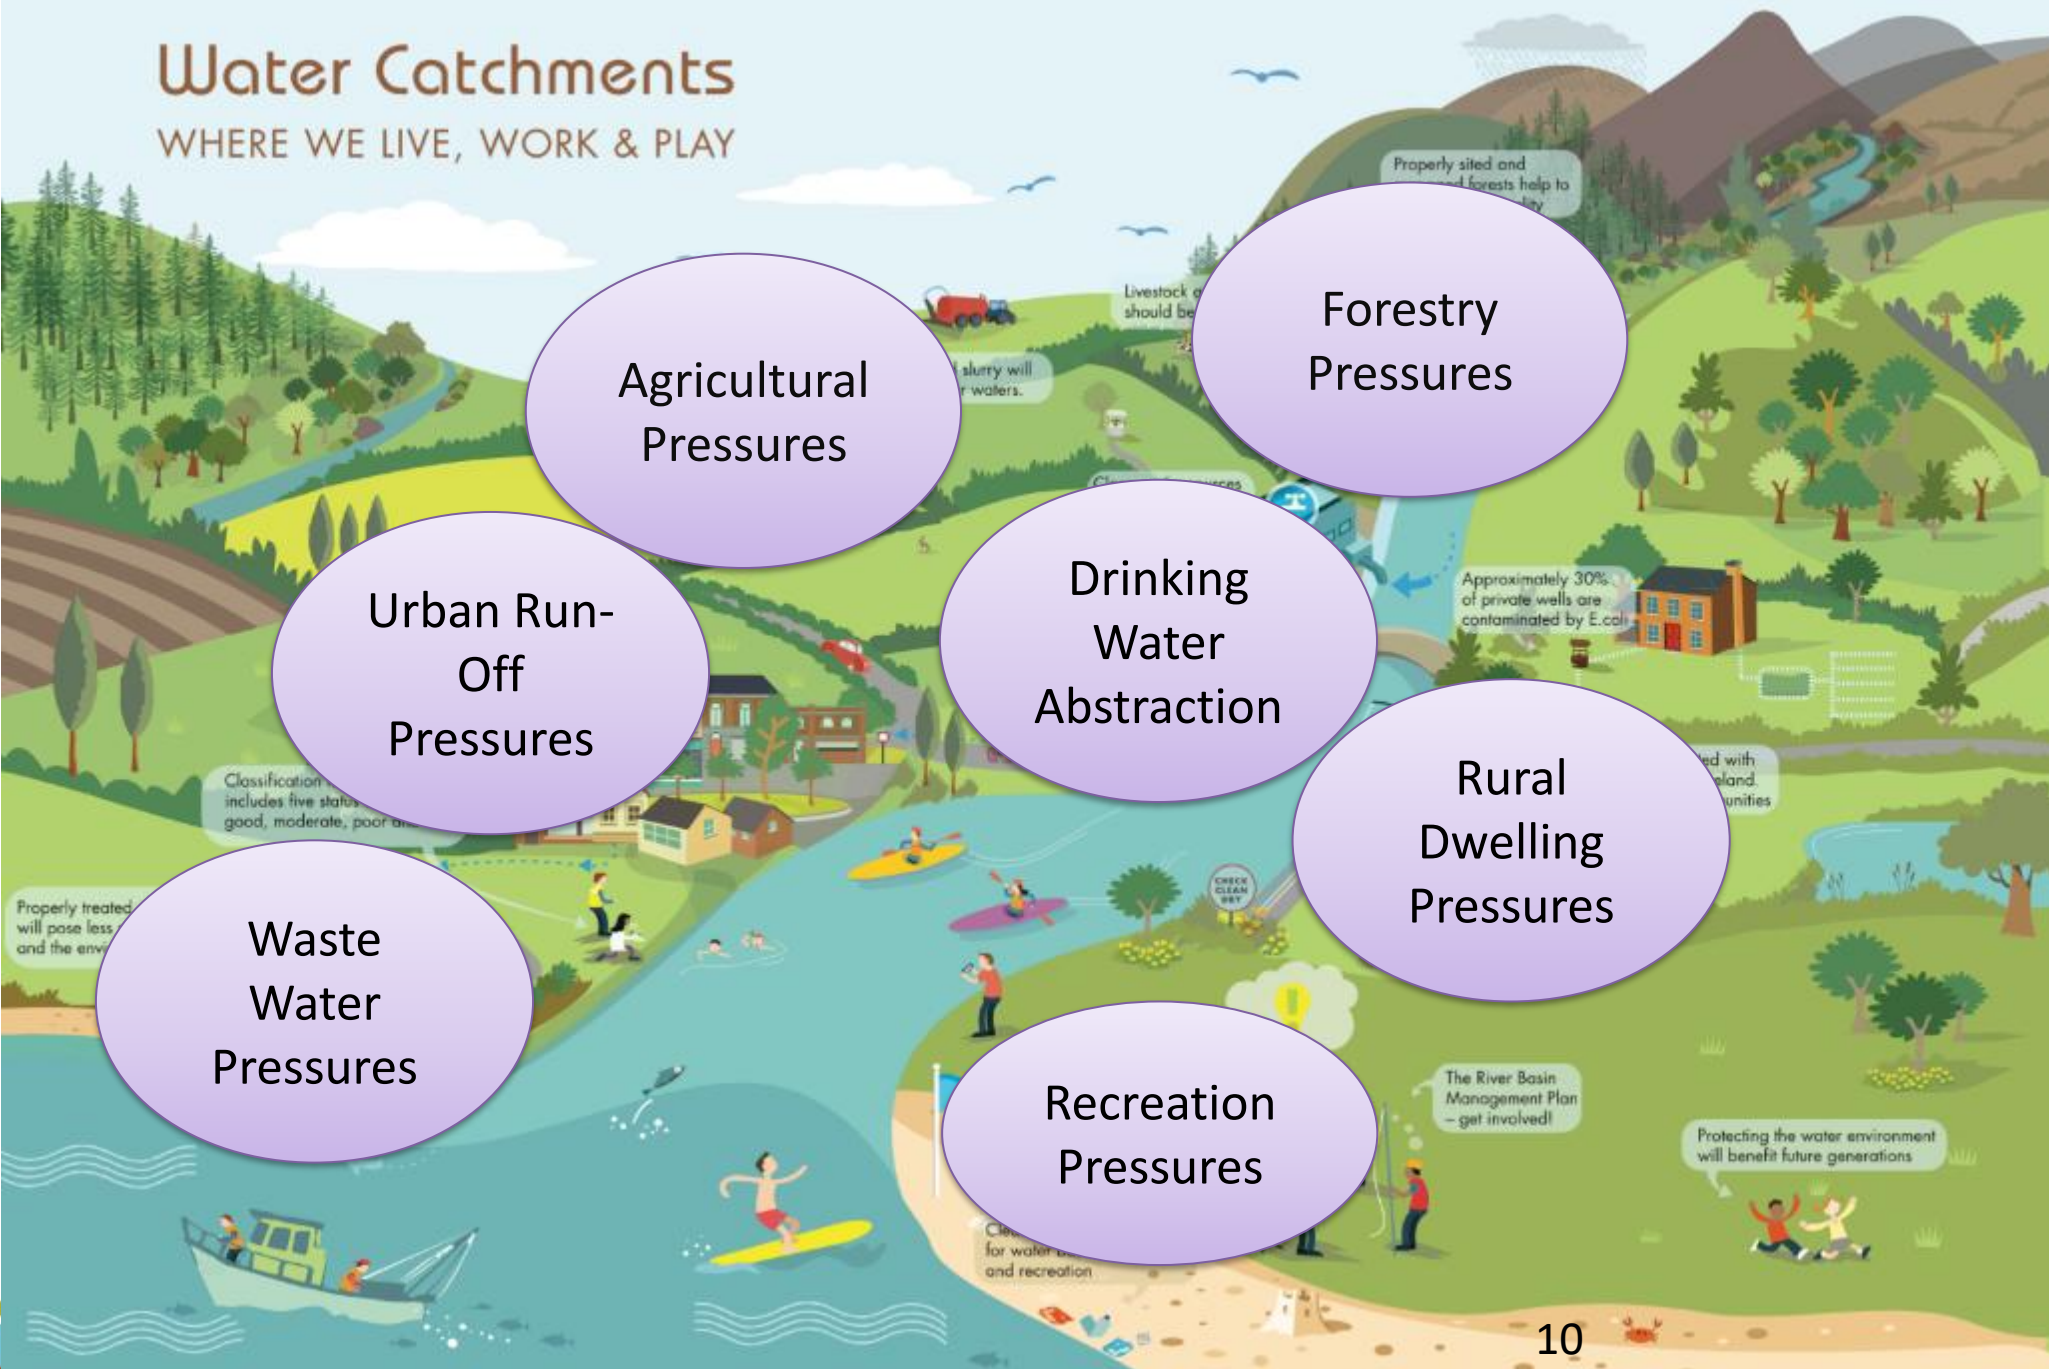 Water Catchments
WHERE WE LIVE, WORK & PLAY
Properly sited and
forests help to
Livestock
should be
Forestry
Pressures
Agricultural
Pressures
slurry will
waters.
Drinking
Water
Abstraction
Approximately 30%
of private wells are
contaminated by E.coli
Urban Run-
Off
Pressures
Classification
includes five status
good, moderate, poor
Rural
Dwelling
Pressures
with
CHECK
CLEAN
DRY
Properly treated
will pose less
and the
Waste
Water
Pressures
!
Recreation
Pressures
The River Basin
Management Plan
– get involved!
Protecting the water environment
will benefit future generations
for water
and recreation
10